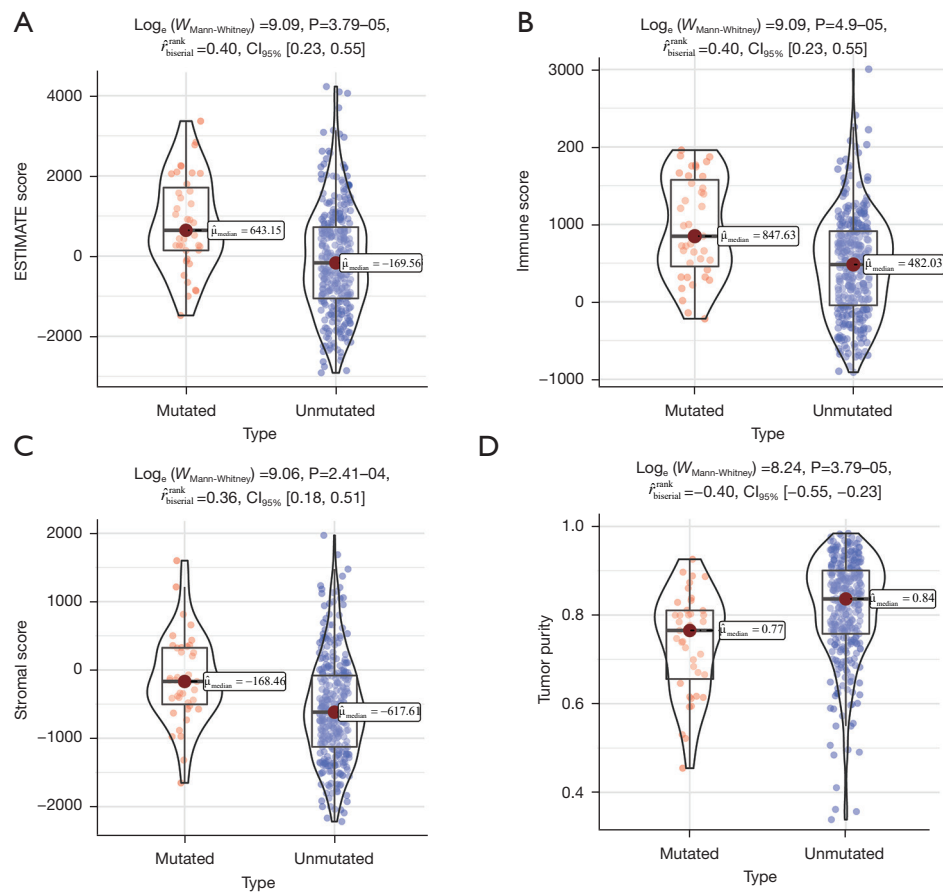 A
Logₑ (W_Mann-Whitney) =9.09, P=3.79–05,
r̂^rank_biserial =0.40, CI₉₅% [0.23, 0.55]
ESTIMATE score
4000
2000
0
−2000
μ̂_median = 643.15
μ̂_median = −169.56
Mutated
Unmutated
Type
B
Logₑ (W_Mann-Whitney) =9.09, P=4.9–05,
r̂^rank_biserial =0.40, CI₉₅% [0.23, 0.55]
Immune score
3000
200
1000
0
−1000
μ̂_median = 847.63
μ̂_median = 482.03
Mutated
Unmutated
Type
C
Logₑ (W_Mann-Whitney) =9.06, P=2.41–04,
r̂^rank_biserial =0.36, CI₉₅% [0.18, 0.51]
Stromal score
2000
1000
0
−1000
−2000
μ̂_median = −168.46
μ̂_median = −617.61
Mutated
Unmutated
Type
D
Logₑ (W_Mann-Whitney) =8.24, P=3.79–05,
r̂^rank_biserial =−0.40, CI₉₅% [−0.55, −0.23]
Tumor purity
1.0
0.8
0.6
0.4
μ̂_median = 0.77
μ̂_median = 0.84
Mutated
Unmutated
Type